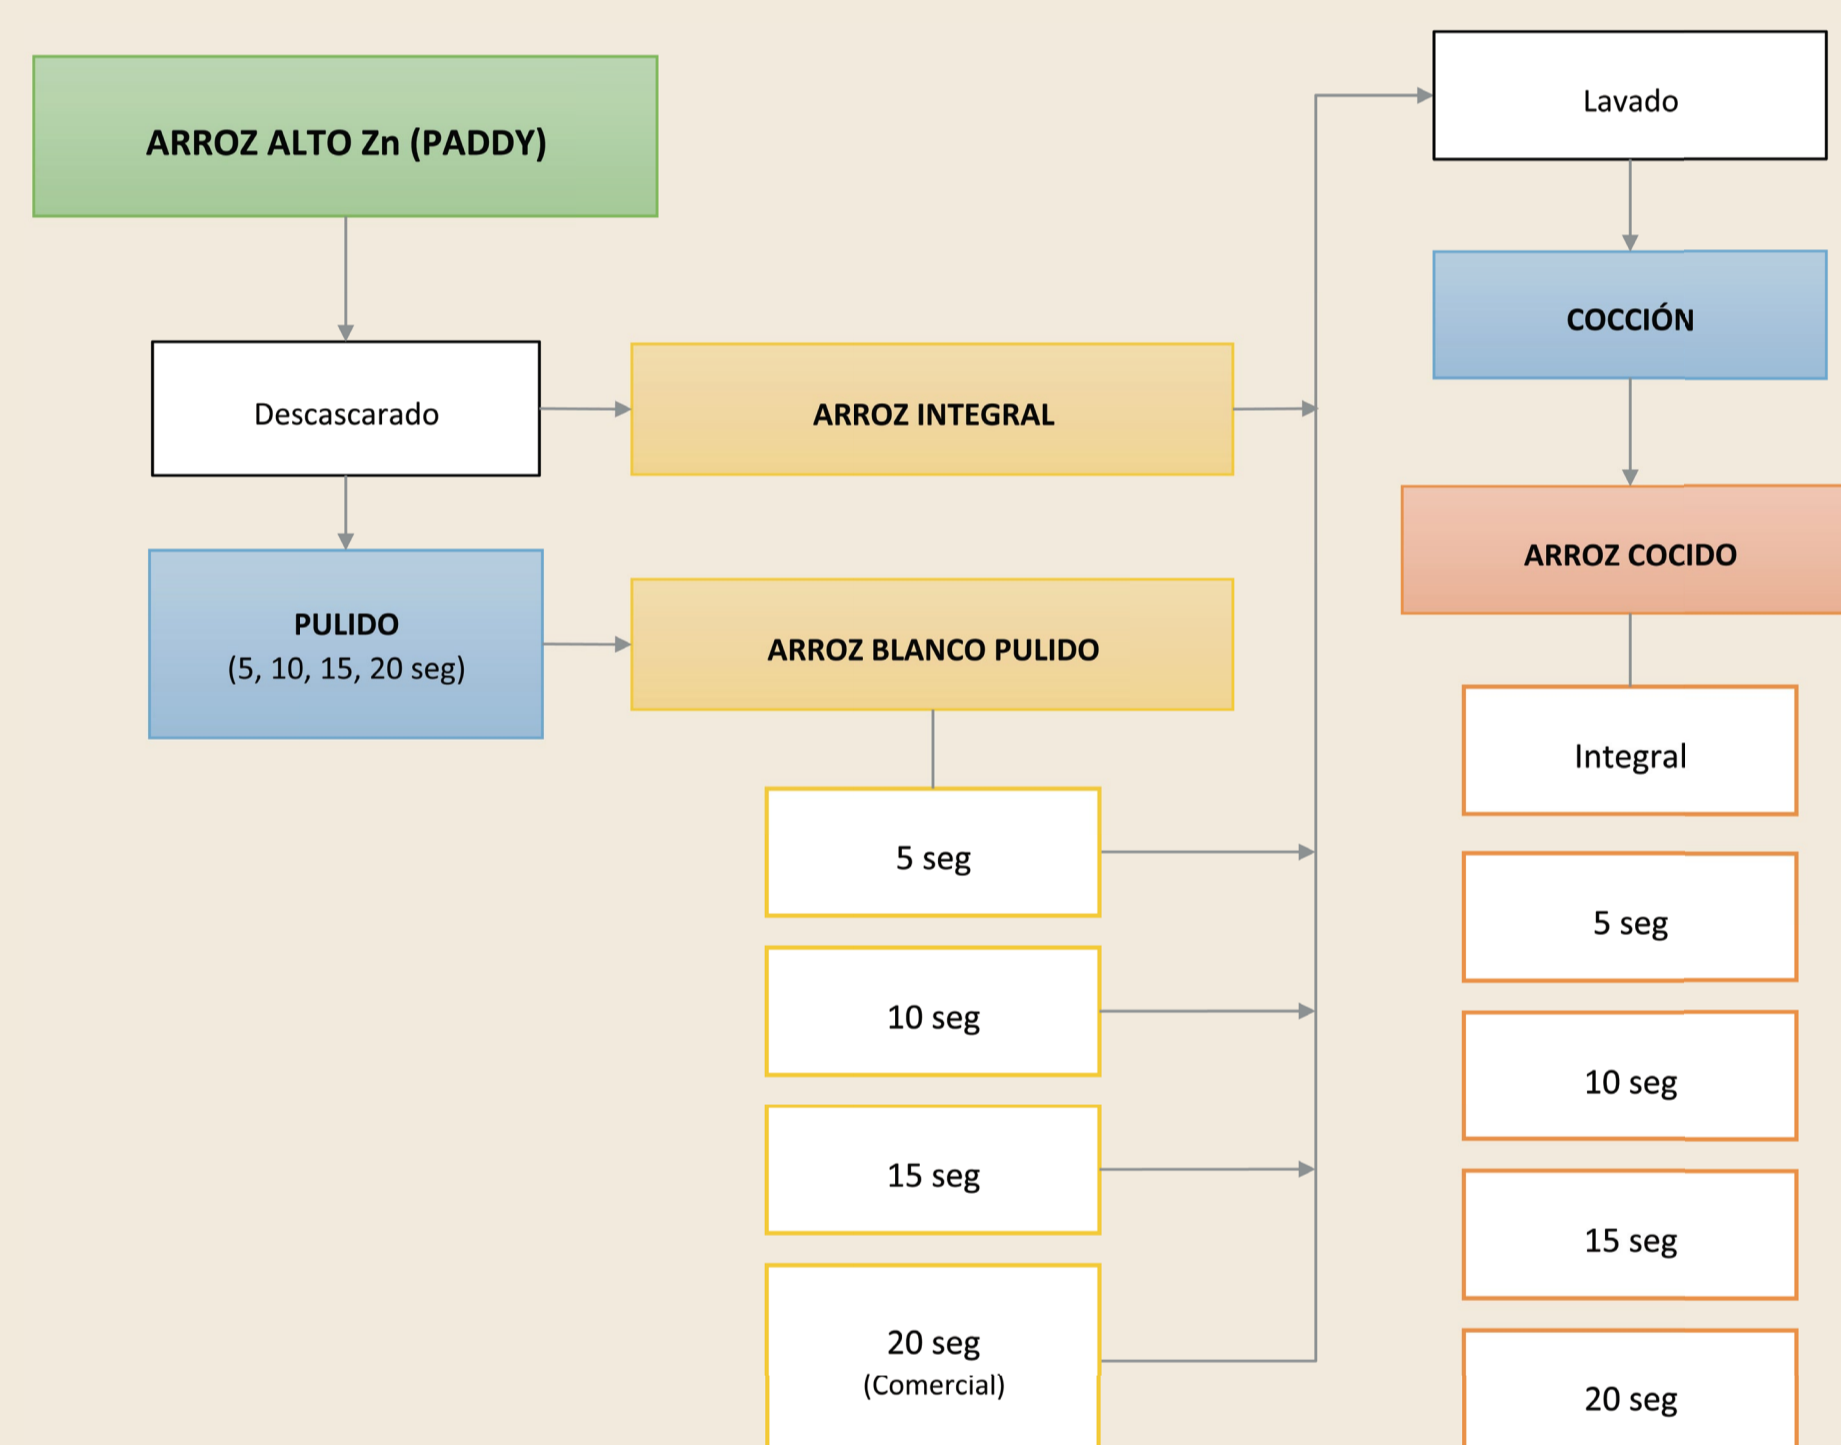 ARROZ ALTO Zn (PADDY)
Descascarado
ARROZ INTEGRAL
PULIDO
(5, 10, 15, 20 seg)
ARROZ BLANCO PULIDO
5 seg
10 seg
15 seg
20 seg
(Comercial)
Lavado
COCCIÓN
ARROZ COCIDO
Integral
5 seg
10 seg
15 seg
20 seg